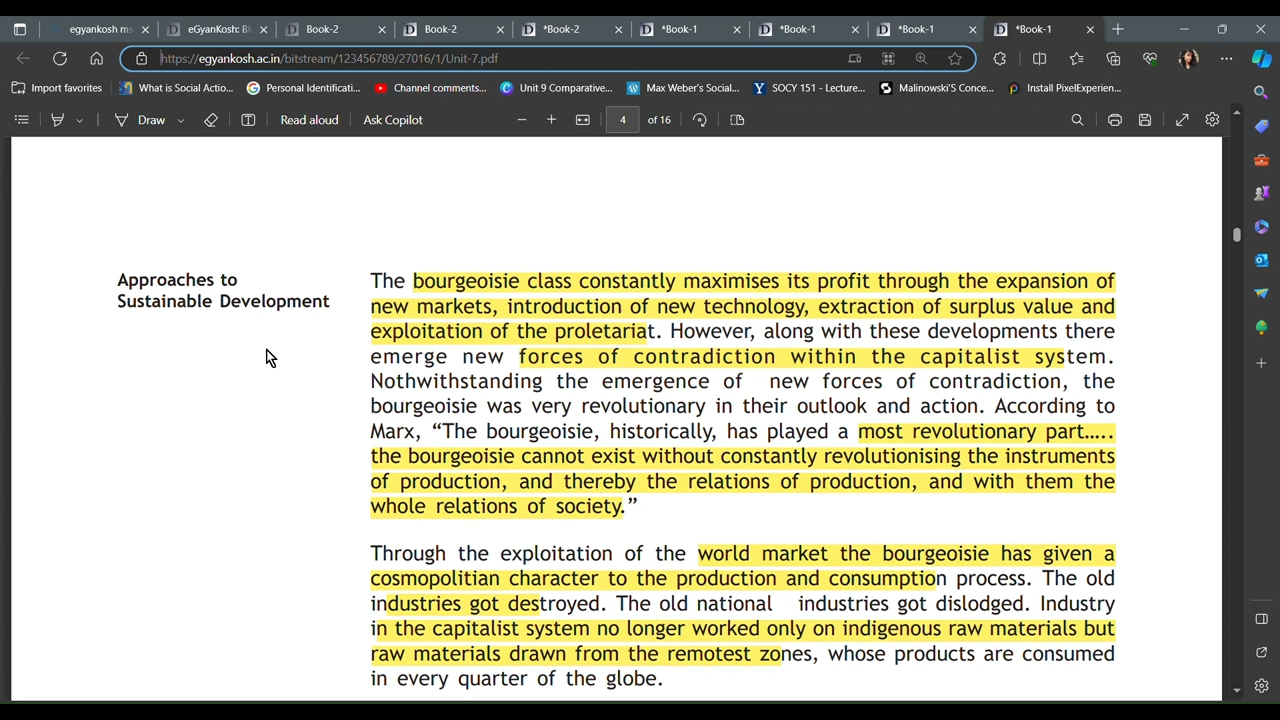 egyankosh ms
eGyanKosh: Bl
Book-2
Book-2
*Book-2
*Book-1
*Book-1
*Book-1
*Book-1
https://egyankosh.ac.in/bitstream/123456789/27016/1/Unit-7.pdf
Import favorites
What is Social Actio...
Personal Identificati...
Channel comments...
Unit 9 Comparative...
Max Weber's Social...
SOCY 151 - Lecture...
Malinowski'S Conce...
Install PixelExperien...
Draw
Read aloud
Ask Copilot
4
of 16
Approaches to
Sustainable Development
The bourgeoisie class constantly maximises its profit through the expansion of
new markets, introduction of new technology, extraction of surplus value and
exploitation of the proletariat. However, along with these developments there
emerge new forces of contradiction within the capitalist system.
Nothwithstanding the emergence of new forces of contradiction, the
bourgeoisie was very revolutionary in their outlook and action. According to
Marx, “The bourgeoisie, historically, has played a most revolutionary part…..
the bourgeoisie cannot exist without constantly revolutionising the instruments
of production, and thereby the relations of production, and with them the
whole relations of society.”
Through the exploitation of the world market the bourgeoisie has given a
cosmopolitian character to the production and consumption process. The old
industries got destroyed. The old national industries got dislodged. Industry
in the capitalist system no longer worked only on indigenous raw materials but
raw materials drawn from the remotest zones, whose products are consumed
in every quarter of the globe.